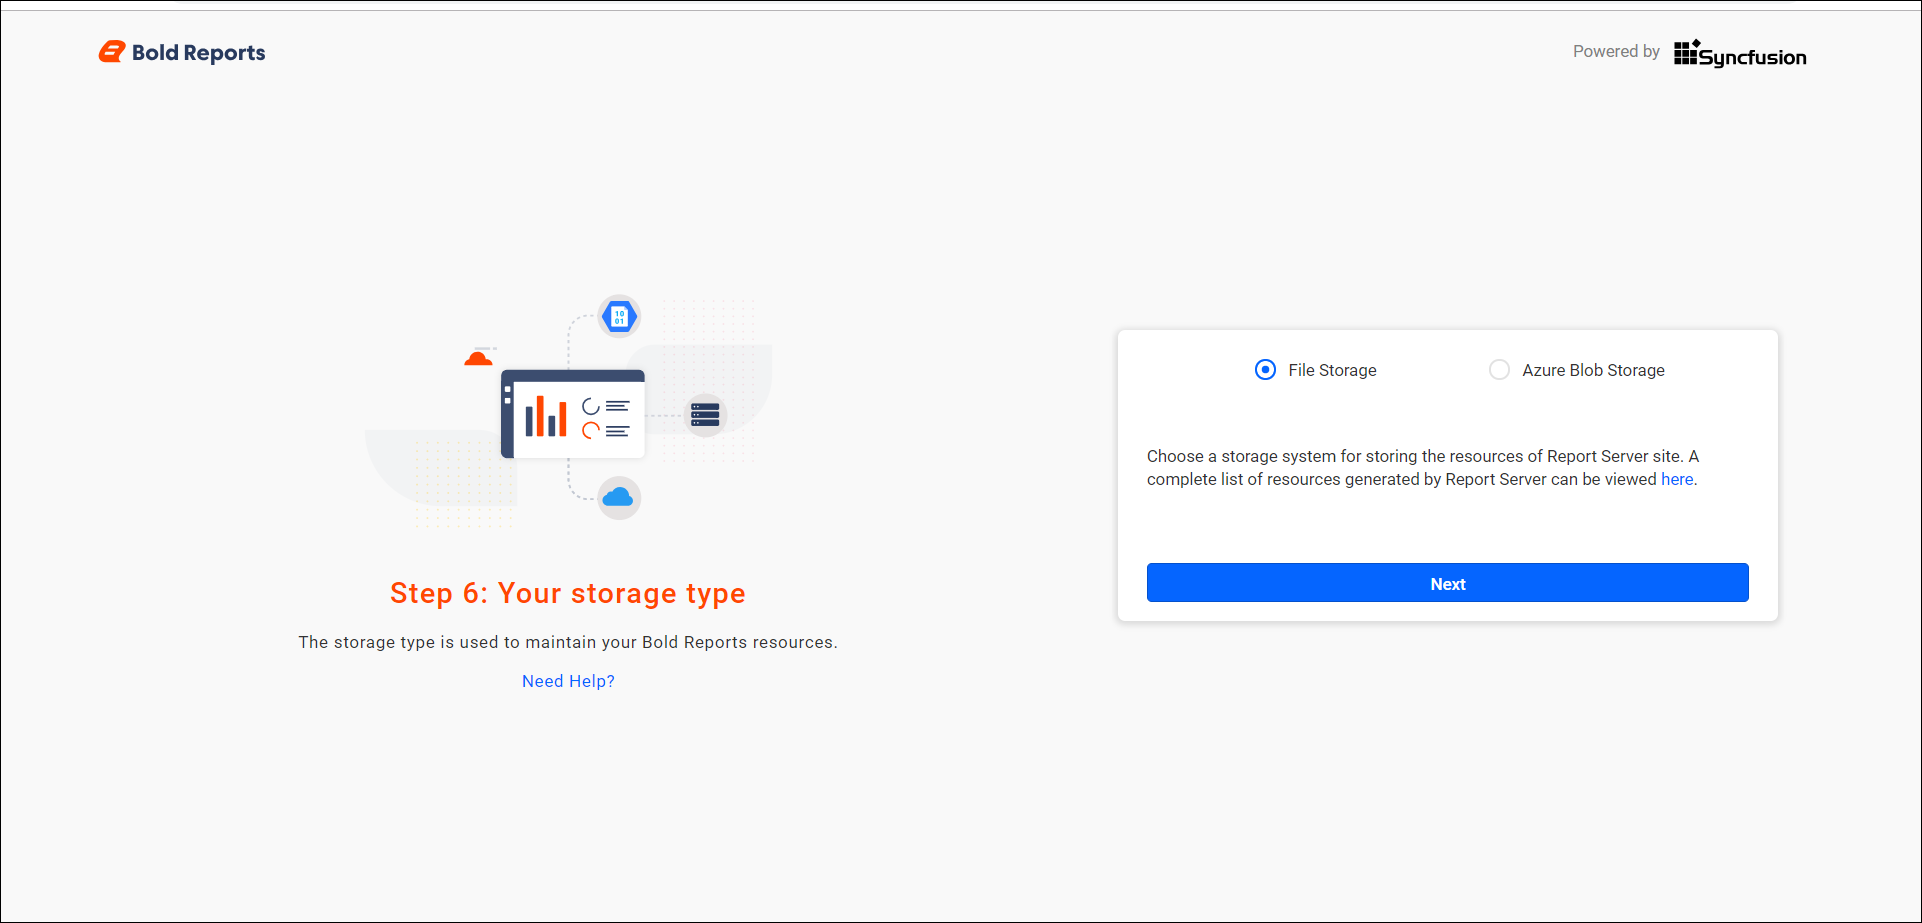 Bold Reports
Powered by Syncfusion
10
01
File Storage
Azure Blob Storage
Choose a storage system for storing the resources of Report Server site. A
complete list of resources generated by Report Server can be viewed here.
Next
Step 6: Your storage type
The storage type is used to maintain your Bold Reports resources.
Need Help?